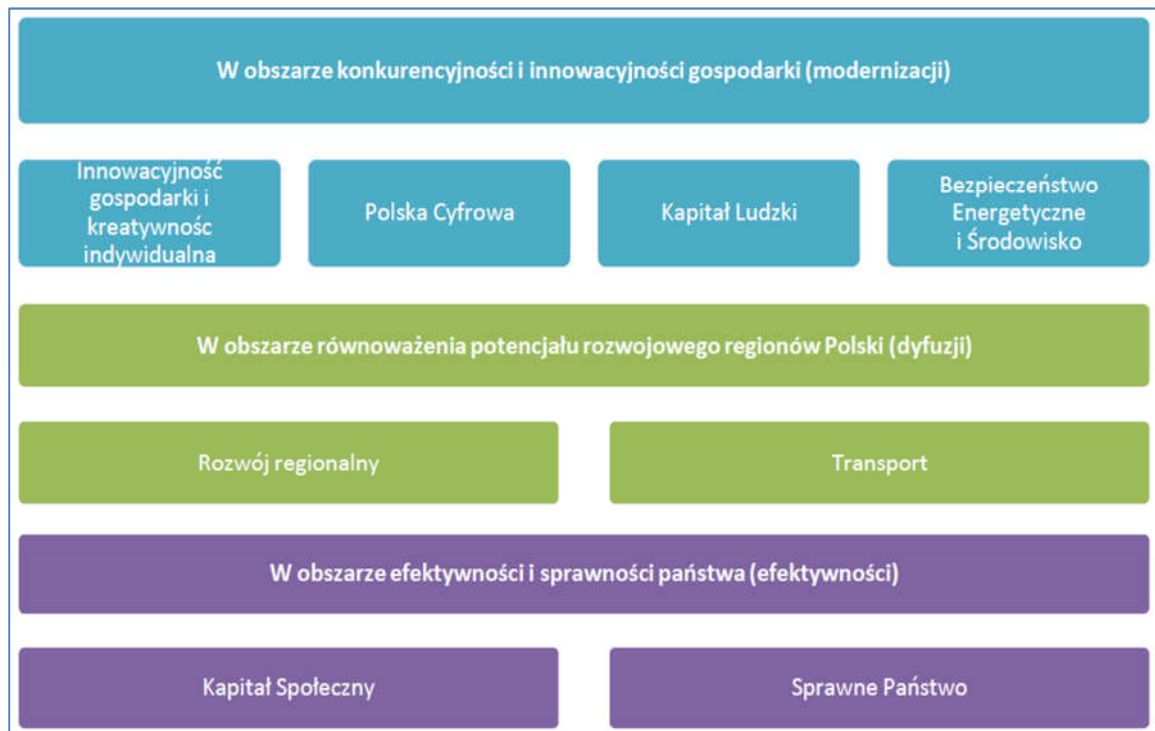 W obszarze konkurencyjności i innowacyjności gospodarki (modernizacji)
Innowacyjność
gospodarki i
kreatywnośc
indywidualna
Polska Cyfrowa
Kapitał Ludzki
Bezpieczeństwo
Energetyczne
i Środowisko
W obszarze równoważenia potencjału rozwojowego regionów Polski (dyfuzji)
Rozwój regionalny
Transport
W obszarze efektywności i sprawności państwa (efektywności)
Kapitał Społeczny
Sprawne Państwo